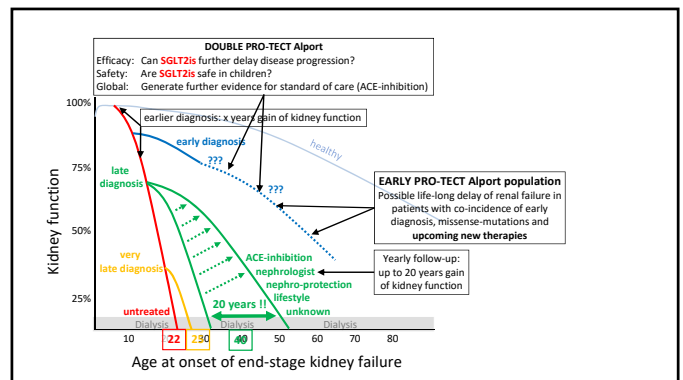 DOUBLE PRO-TECT Alport
Efficacy: Can SGLT2is further delay disease progression?
Safety: Are SGLT2is safe in children?
Global: Generate further evidence for standard of care (ACE-inhibition)
100%
earlier diagnosis: x years gain of kidney function
early diagnosis
healthy
???
75%
late
diagnosis
???
EARLY PRO-TECT Alport population
Possible life-long delay of renal failure in
patients with co-incidence of early
diagnosis, missense-mutations and
upcoming new therapies
Kidney function
50%
very
late diagnosis
ACE-inhibition
nephrologist
nephro-protection
lifestyle
unknown
Yearly follow-up:
up to 20 years gain
of kidney function
25%
untreated
20 years !!
Dialysis
Dialysis
Dialysis
10
22
25
30
40
50
60
70
80
Age at onset of end-stage kidney failure